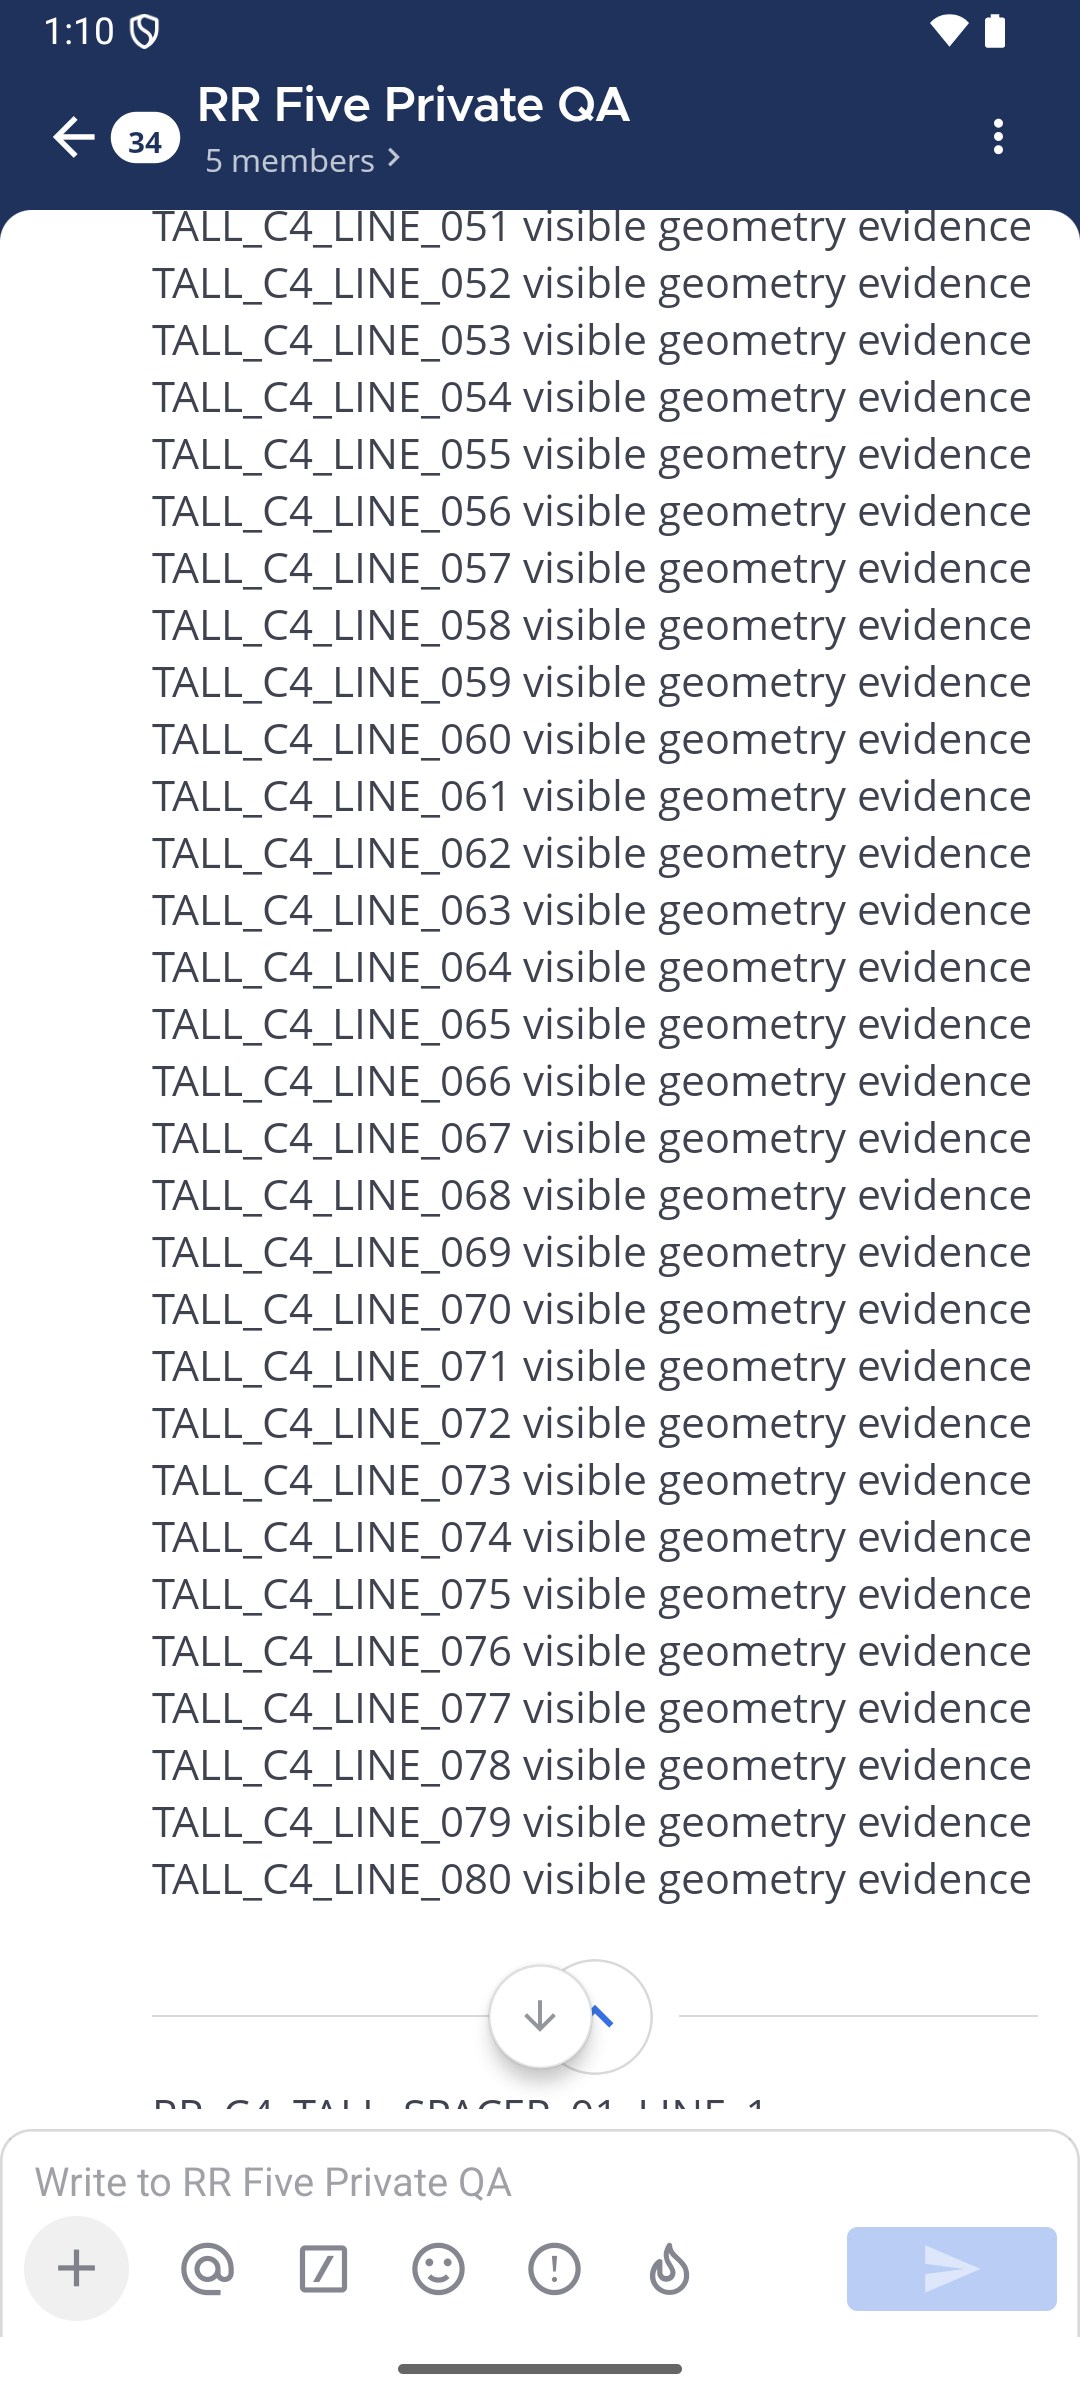 1:10
34
RR Five Private QA
5 members
TALL_C4_LINE_051 visible geometry evidence
TALL_C4_LINE_052 visible geometry evidence
TALL_C4_LINE_053 visible geometry evidence
TALL_C4_LINE_054 visible geometry evidence
TALL_C4_LINE_055 visible geometry evidence
TALL_C4_LINE_056 visible geometry evidence
TALL_C4_LINE_057 visible geometry evidence
TALL_C4_LINE_058 visible geometry evidence
TALL_C4_LINE_059 visible geometry evidence
TALL_C4_LINE_060 visible geometry evidence
TALL_C4_LINE_061 visible geometry evidence
TALL_C4_LINE_062 visible geometry evidence
TALL_C4_LINE_063 visible geometry evidence
TALL_C4_LINE_064 visible geometry evidence
TALL_C4_LINE_065 visible geometry evidence
TALL_C4_LINE_066 visible geometry evidence
TALL_C4_LINE_067 visible geometry evidence
TALL_C4_LINE_068 visible geometry evidence
TALL_C4_LINE_069 visible geometry evidence
TALL_C4_LINE_070 visible geometry evidence
TALL_C4_LINE_071 visible geometry evidence
TALL_C4_LINE_072 visible geometry evidence
TALL_C4_LINE_073 visible geometry evidence
TALL_C4_LINE_074 visible geometry evidence
TALL_C4_LINE_075 visible geometry evidence
TALL_C4_LINE_076 visible geometry evidence
TALL_C4_LINE_077 visible geometry evidence
TALL_C4_LINE_078 visible geometry evidence
TALL_C4_LINE_079 visible geometry evidence
TALL_C4_LINE_080 visible geometry evidence
Write to RR Five Private QA